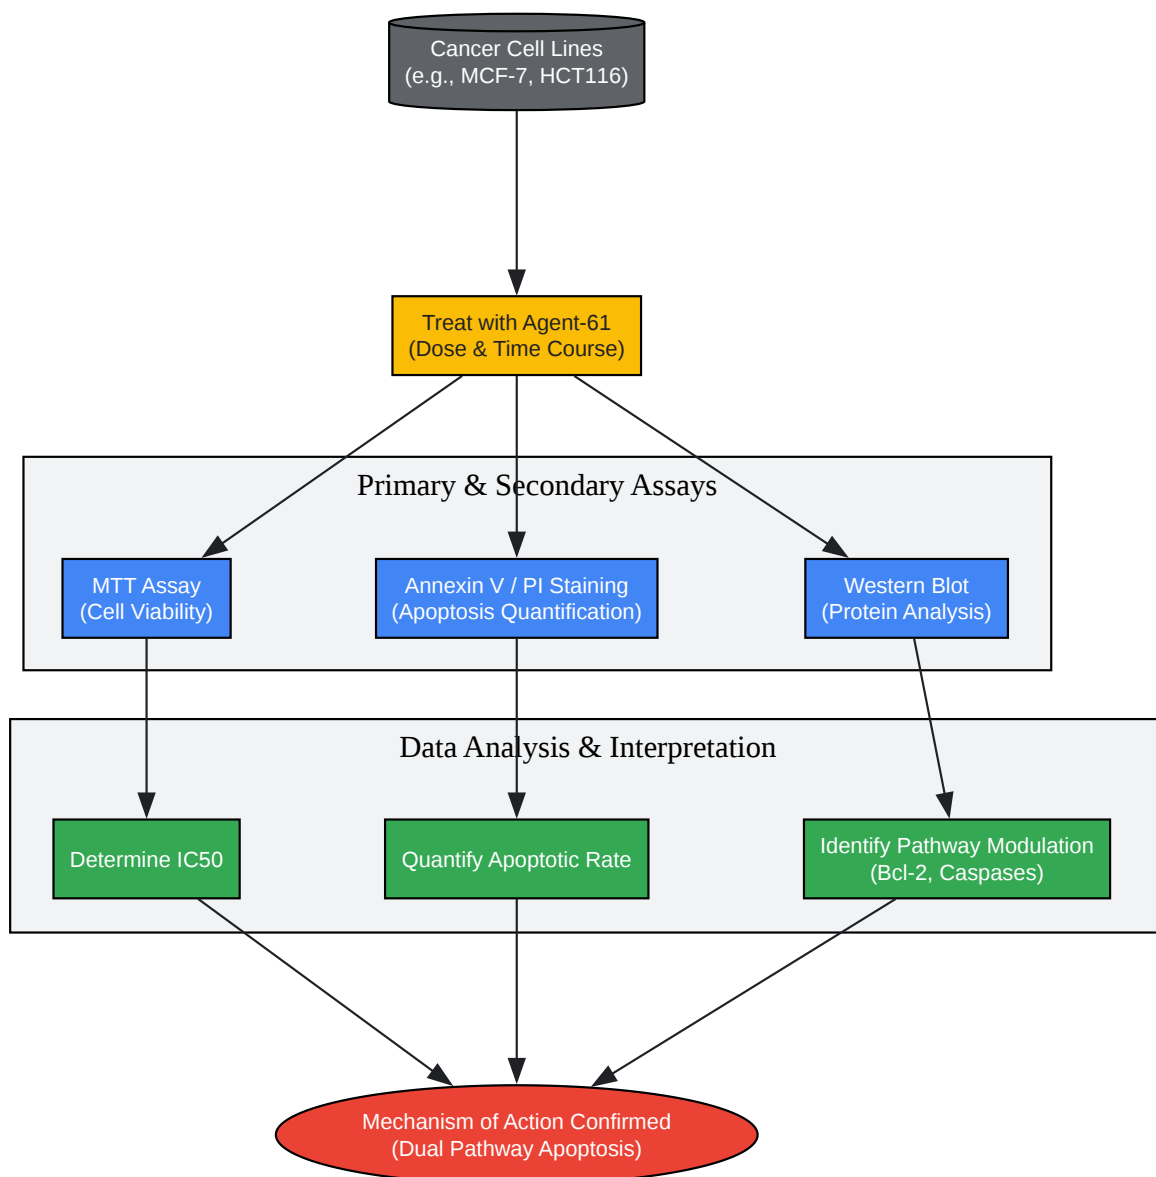 Cancer Cell Lines
(e.g., MCF-7, HCT116)
Treat with Agent-61
(Dose & Time Course)
Primary & Secondary Assays
MTT Assay
(Cell Viability)
Annexin V / PI Staining
(Apoptosis Quantification)
Western Blot
(Protein Analysis)
Data Analysis & Interpretation
Determine IC50
Quantify Apoptotic Rate
Identify Pathway Modulation
(Bcl-2, Caspases)
Mechanism of Action Confirmed
(Dual Pathway Apoptosis)